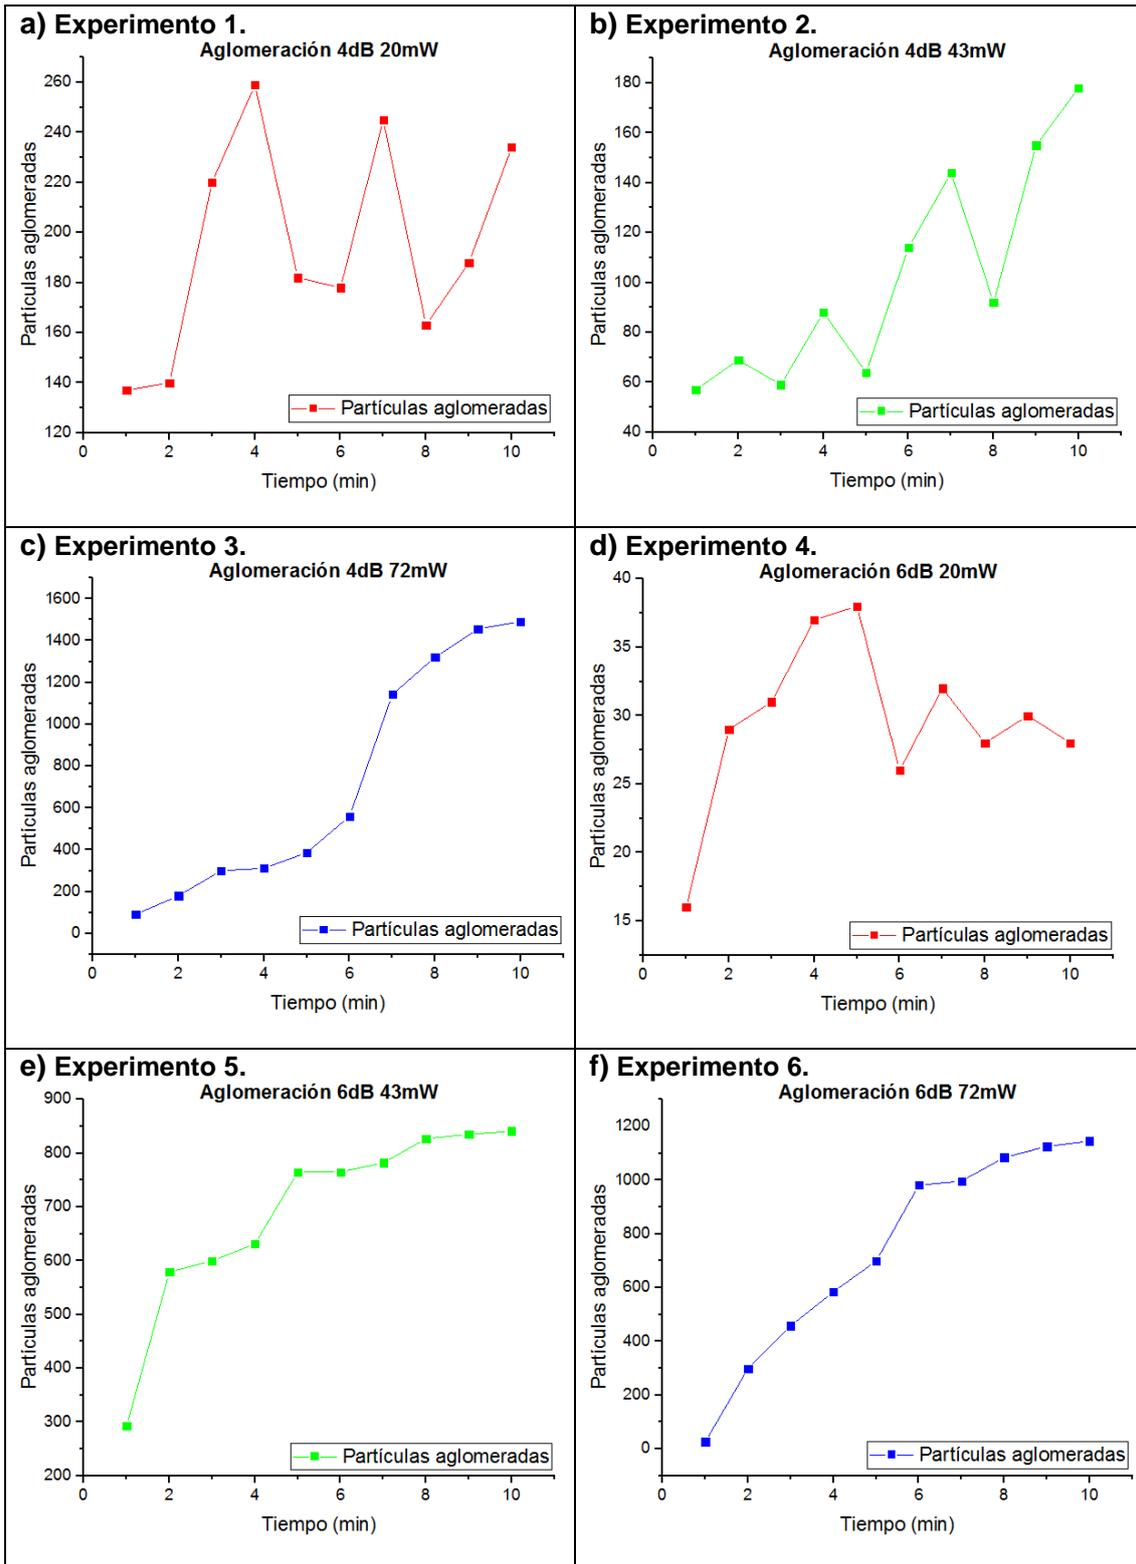 a) Experimento 1.
Aglomeración 4dB 20mW
Partículas aglomeradas
260
240
220
200
180
160
140
120
0 2 4 6 8 10
Tiempo (min)
Partículas aglomeradas
b) Experimento 2.
Aglomeración 4dB 43mW
Partículas aglomeradas
180
160
140
120
100
80
60
40
0 2 4 6 8 10
Tiempo (min)
Partículas aglomeradas
c) Experimento 3.
Aglomeración 4dB 72mW
Partículas aglomeradas
1600
1400
1200
1000
800
600
400
200
0
0 2 4 6 8 10
Tiempo (min)
Partículas aglomeradas
d) Experimento 4.
Aglomeración 6dB 20mW
Partículas aglomeradas
40
35
30
25
20
15
0 2 4 6 8 10
Tiempo (min)
Partículas aglomeradas
e) Experimento 5.
Aglomeración 6dB 43mW
Partículas aglomeradas
900
800
700
600
500
400
300
200
0 2 4 6 8 10
Tiempo (min)
Partículas aglomeradas
f) Experimento 6.
Aglomeración 6dB 72mW
Partículas aglomeradas
1200
1000
800
600
400
200
0
0 2 4 6 8 10
Tiempo (min)
Partículas aglomeradas